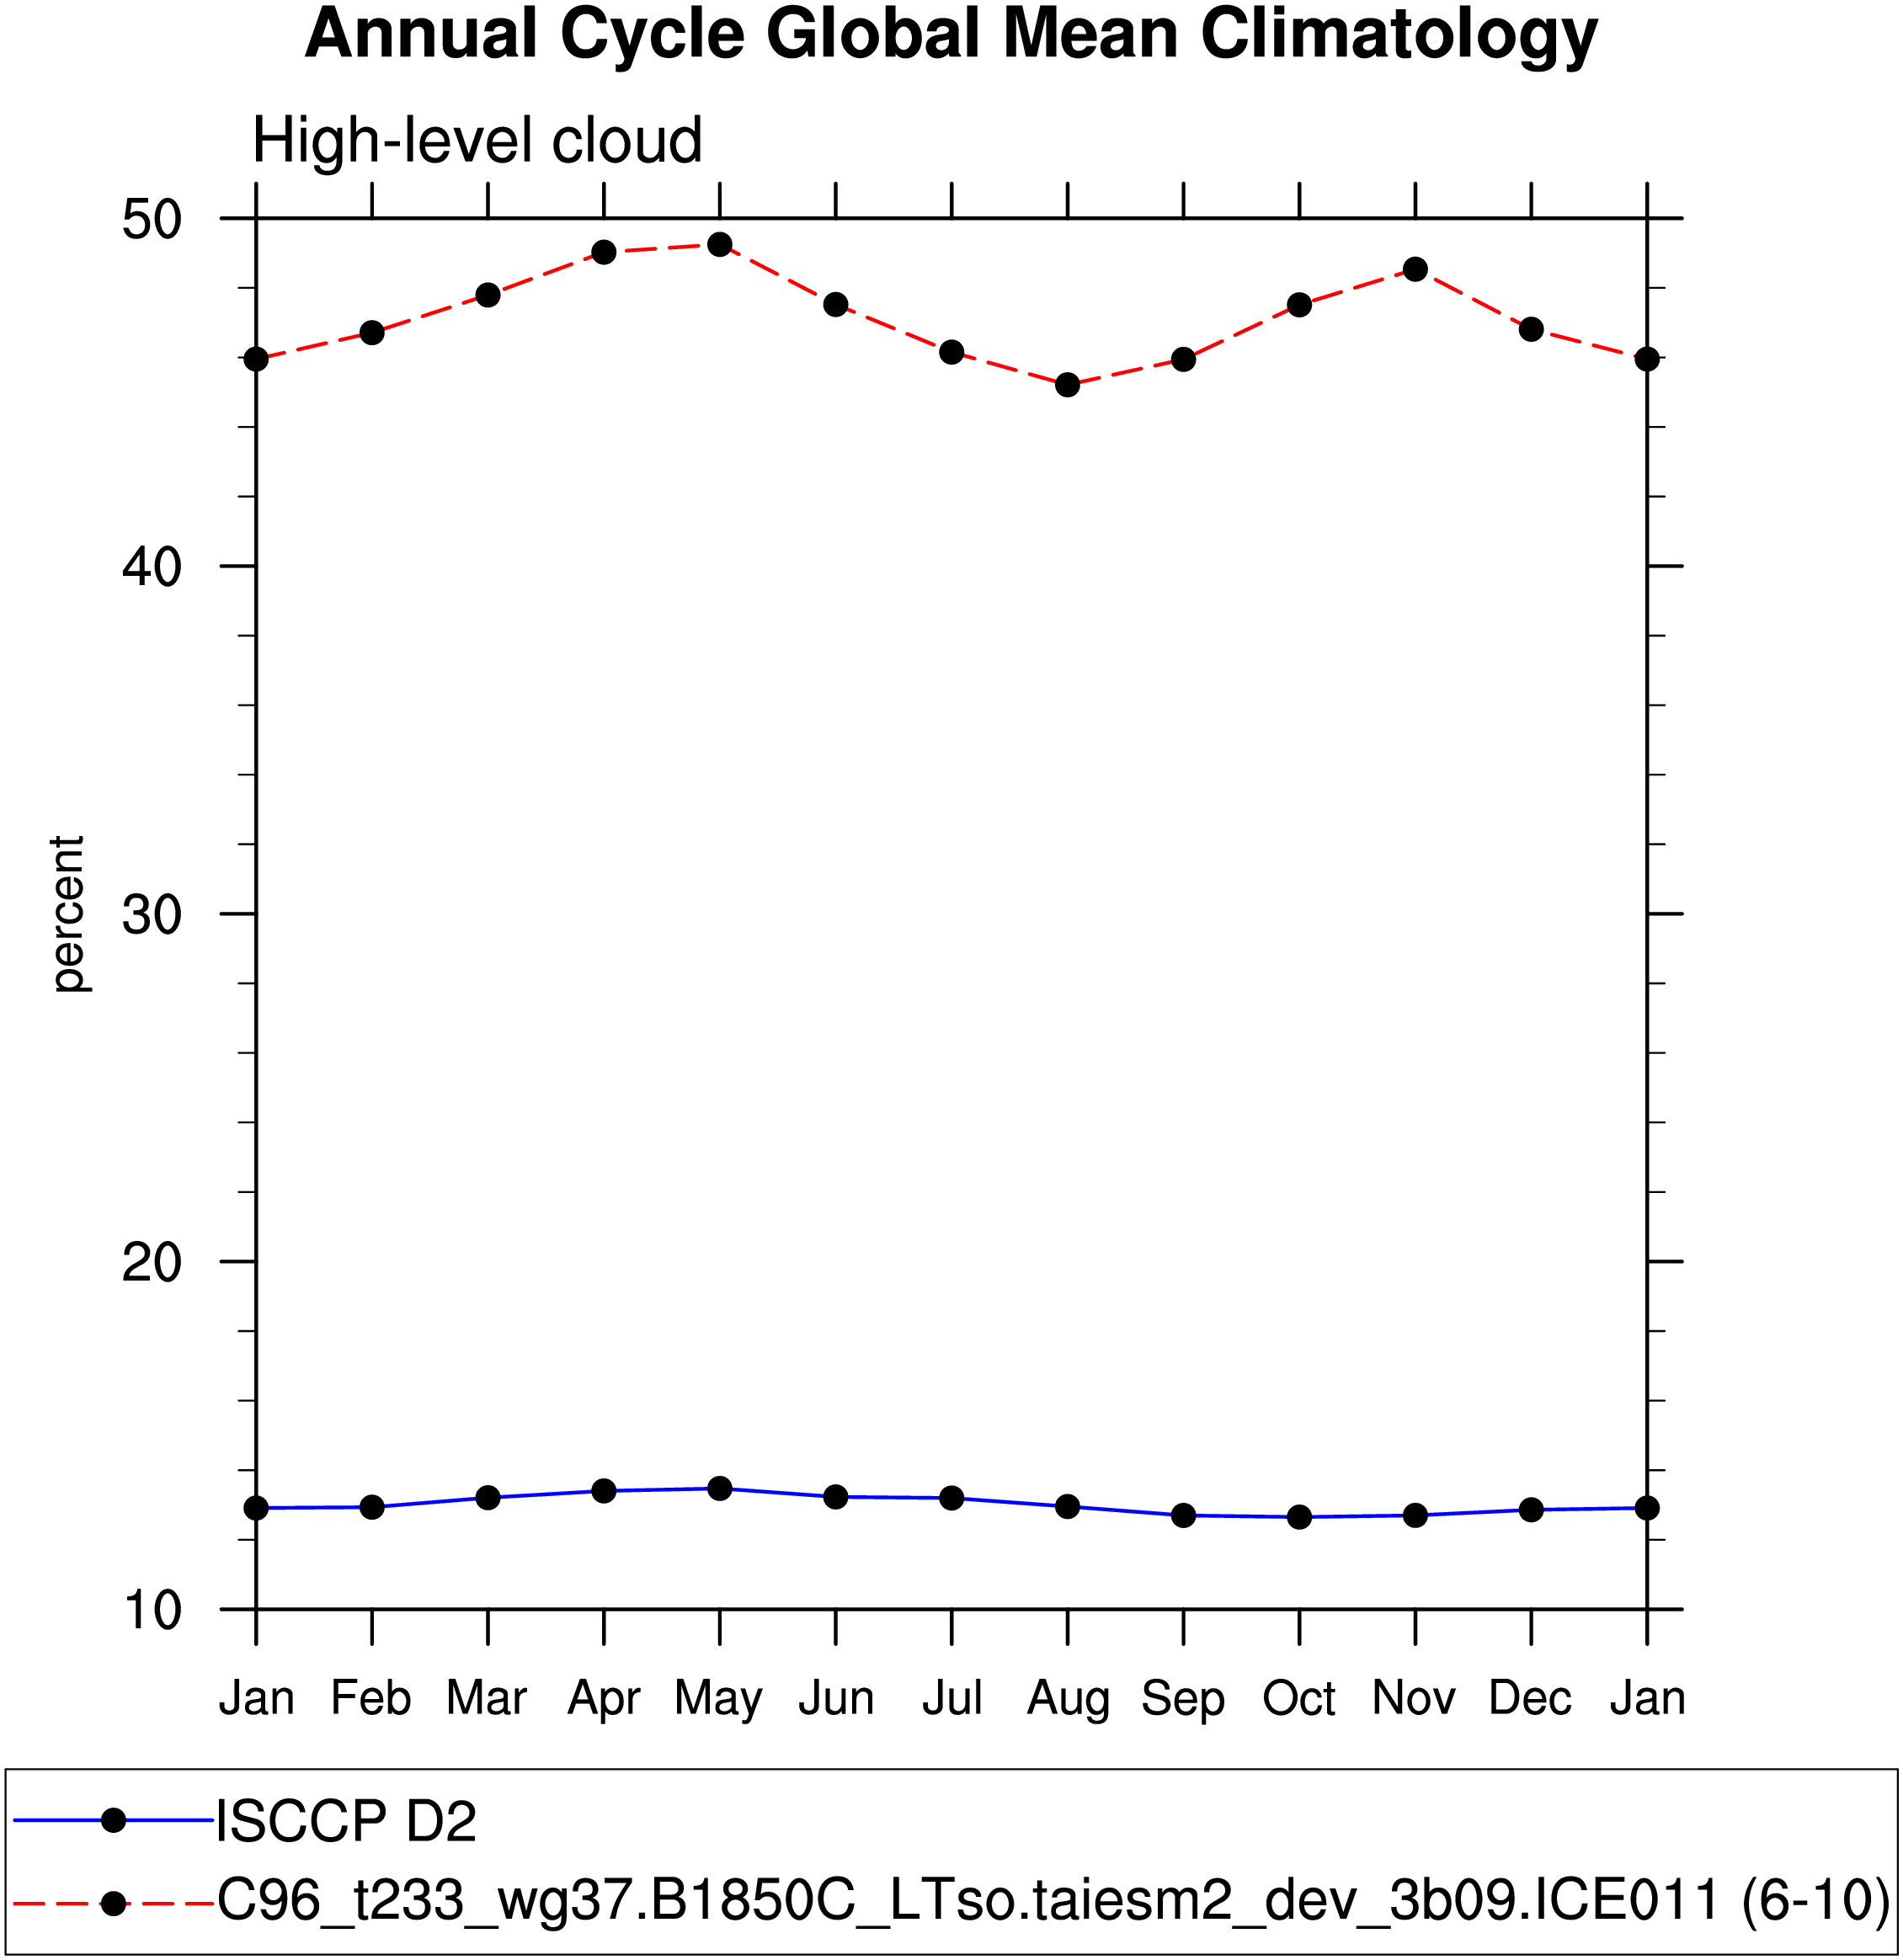 Annual Cycle Global Mean Climatology
High-level cloud
50
40
30
20
10
percent
Jan Feb Mar Apr May Jun Jul Aug Sep Oct Nov Dec Jan
ISCCP D2
C96_t233_wg37.B1850C_LTso.taiesm2_dev_3b09.ICE011 (6-10)